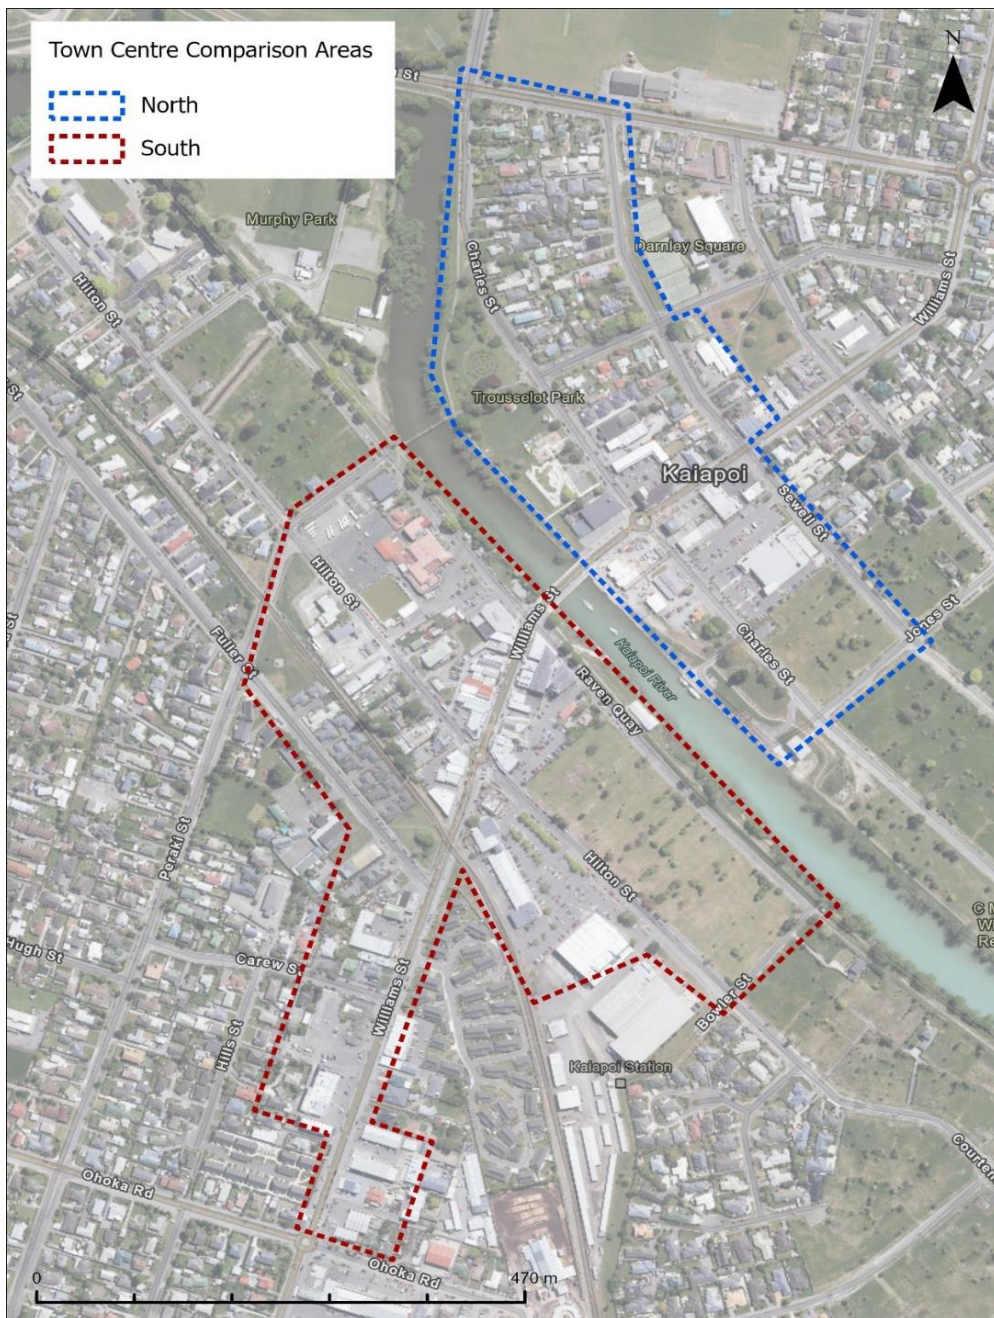 Town Centre Comparison Areas
North
South
N
St
Murphy Park
Charles St
Darnley Square
Williams St
Hilton St
St
Trousselot Park
Kaiapoi
Sewell St
Hilton St
Williams St
Jones St
Fuller St
Kaiapoi River
Charles St
Raven Quay
Peraki St
Hilton St
Hugh St
Carew St
Williams St
Bowler St
Hills St
Kaiapoi Station
Ohoka Rd
Ohoka Rd
0
470 m